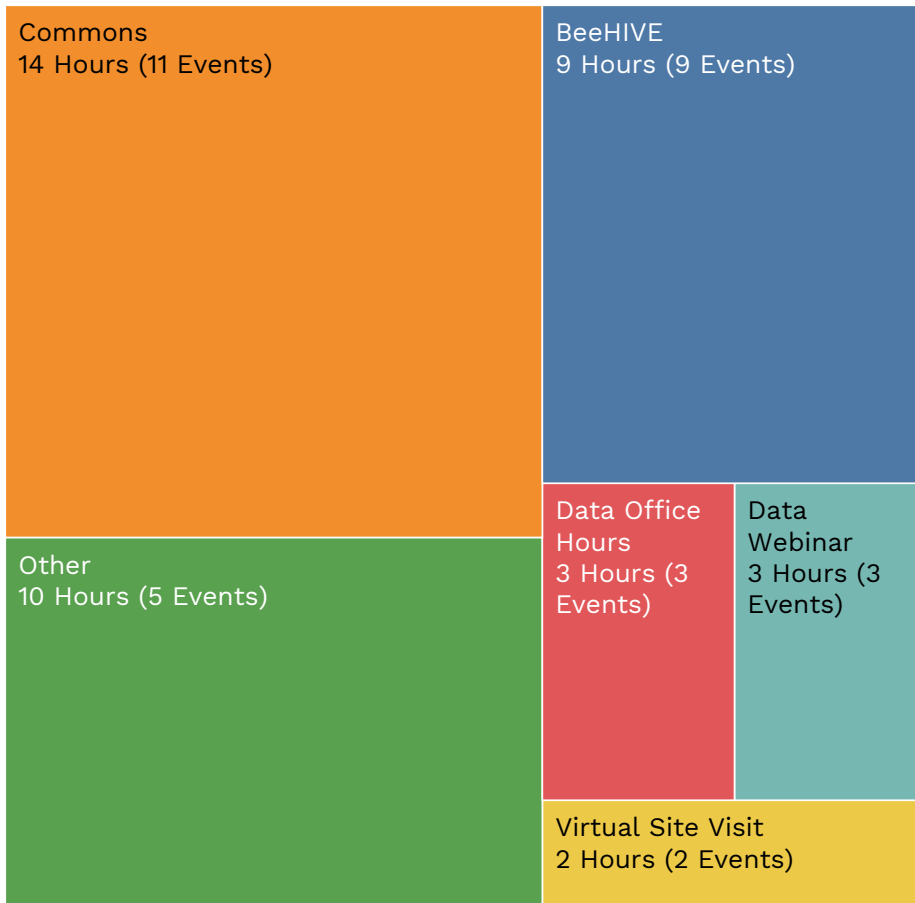 Commons
14 Hours (11 Events)
BeeHIVE
9 Hours (9 Events)
Other
10 Hours (5 Events)
Data Office
Hours
3 Hours (3
Events)
Data
Webinar
3 Hours (3
Events)
Virtual Site Visit
2 Hours (2 Events)